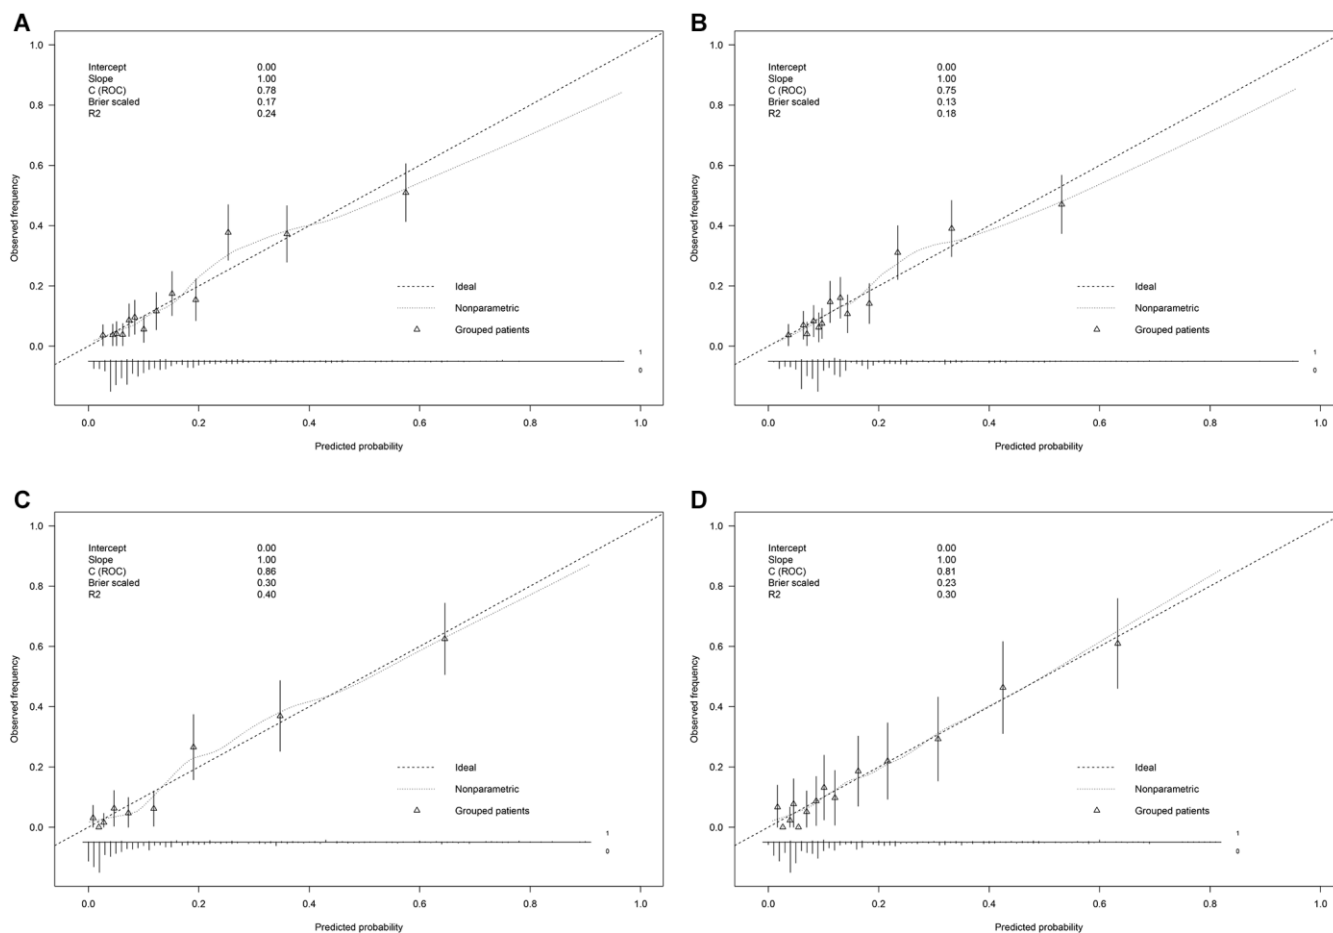 A
1.0
0.8
0.6
0.4
0.2
0.0
Observed frequency
Intercept 0.00
Slope 1.00
C (ROC) 0.78
Brier scaled 0.17
R2 0.24
Ideal
Nonparametric
Grouped patients
1
0
0.0 0.2 0.4 0.6 0.8 1.0
Predicted probability
B
1.0
0.8
0.6
0.4
0.2
0.0
Observed frequency
Intercept 0.00
Slope 1.00
C (ROC) 0.75
Brier scaled 0.13
R2 0.18
Ideal
Nonparametric
Grouped patients
1
0
0.0 0.2 0.4 0.6 0.8 1.0
Predicted probability
C
1.0
0.8
0.6
0.4
0.2
0.0
Observed frequency
Intercept 0.00
Slope 1.00
C (ROC) 0.86
Brier scaled 0.30
R2 0.40
Ideal
Nonparametric
Grouped patients
1
0
0.0 0.2 0.4 0.6 0.8 1.0
Predicted probability
D
1.0
0.8
0.6
0.4
0.2
0.0
Observed frequency
Intercept 0.00
Slope 1.00
C (ROC) 0.81
Brier scaled 0.23
R2 0.30
Ideal
Nonparametric
Grouped patients
1
0
0.0 0.2 0.4 0.6 0.8 1.0
Predicted probability